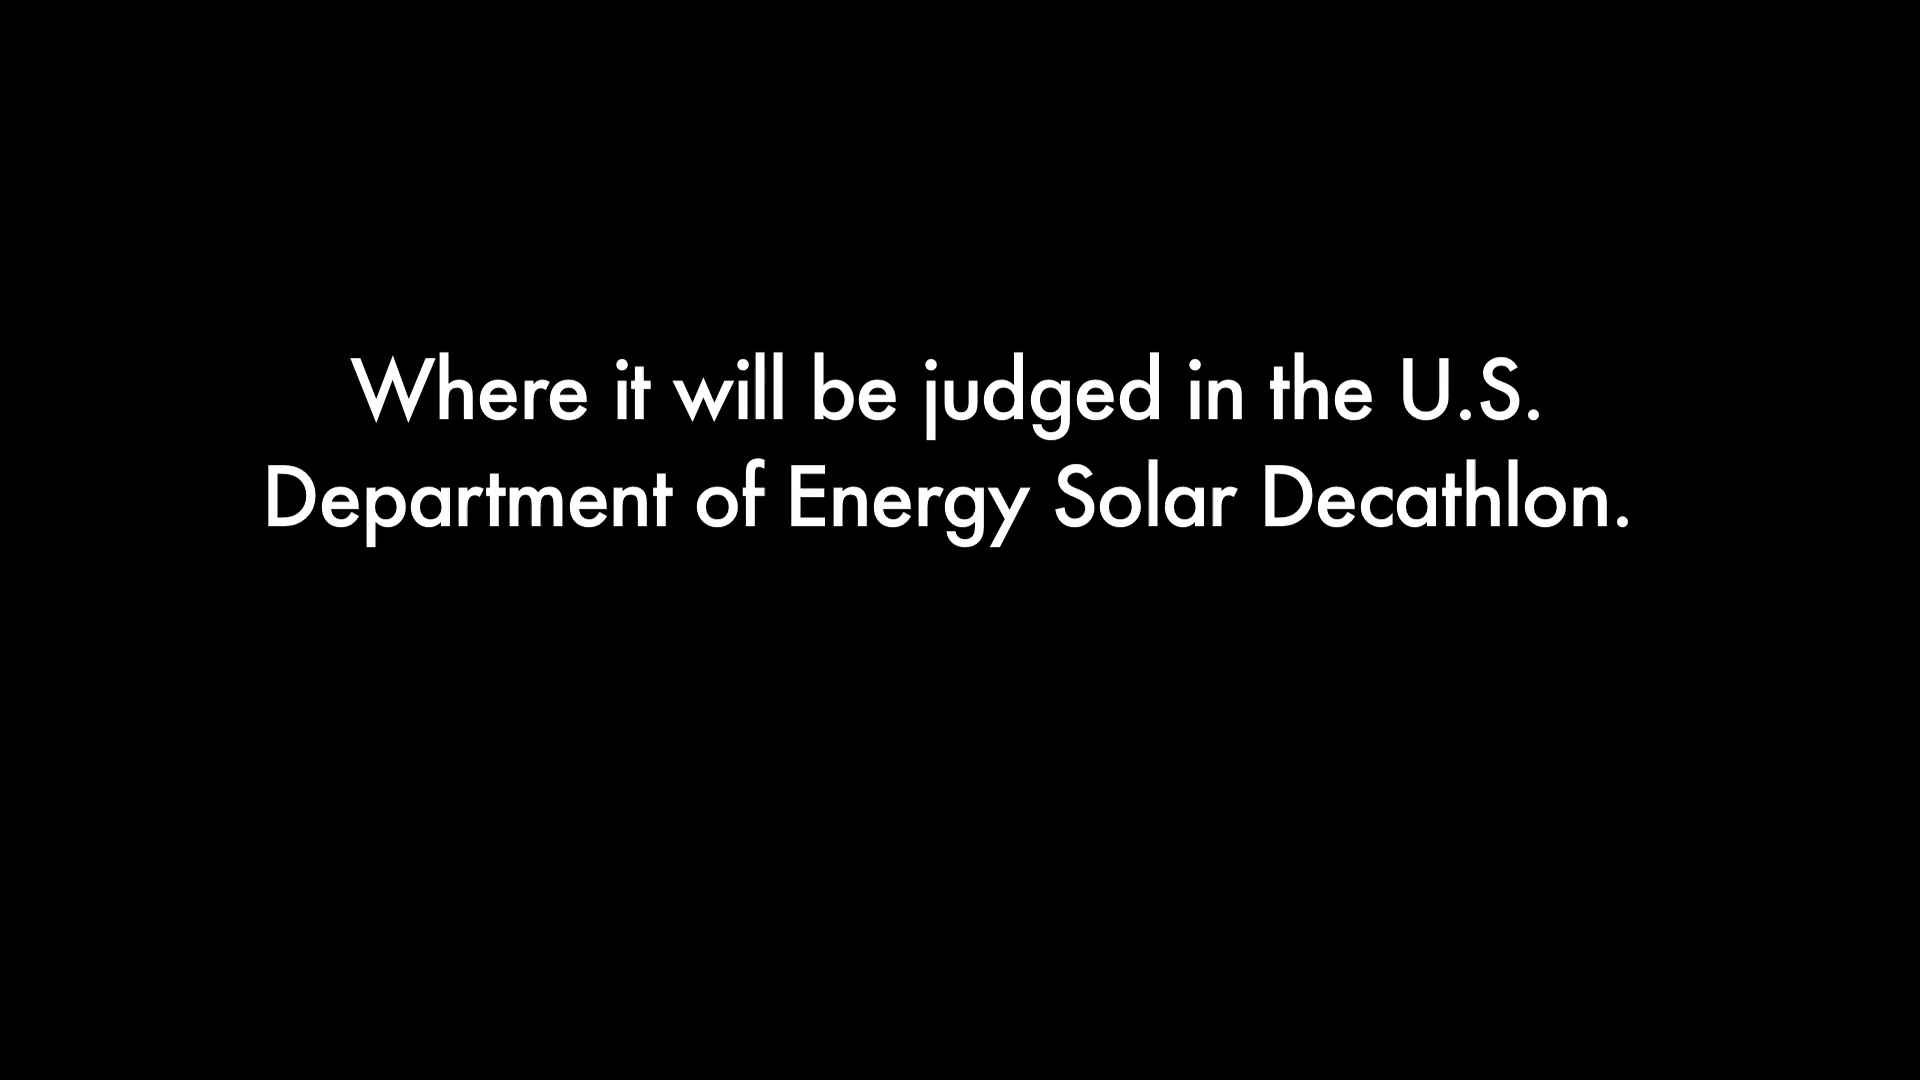 Where it will be judged in the U.S.
Department of Energy Solar Decathlon.